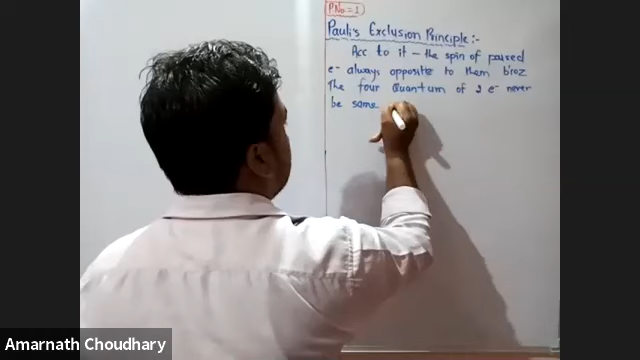 P.No = 1
Pauli's Exclusion Principle :-
Acc to it - the spin of paired
e- always opposite to them b'coz
The four Quantum of 2 e- never
be same
Amarnath Choudhary